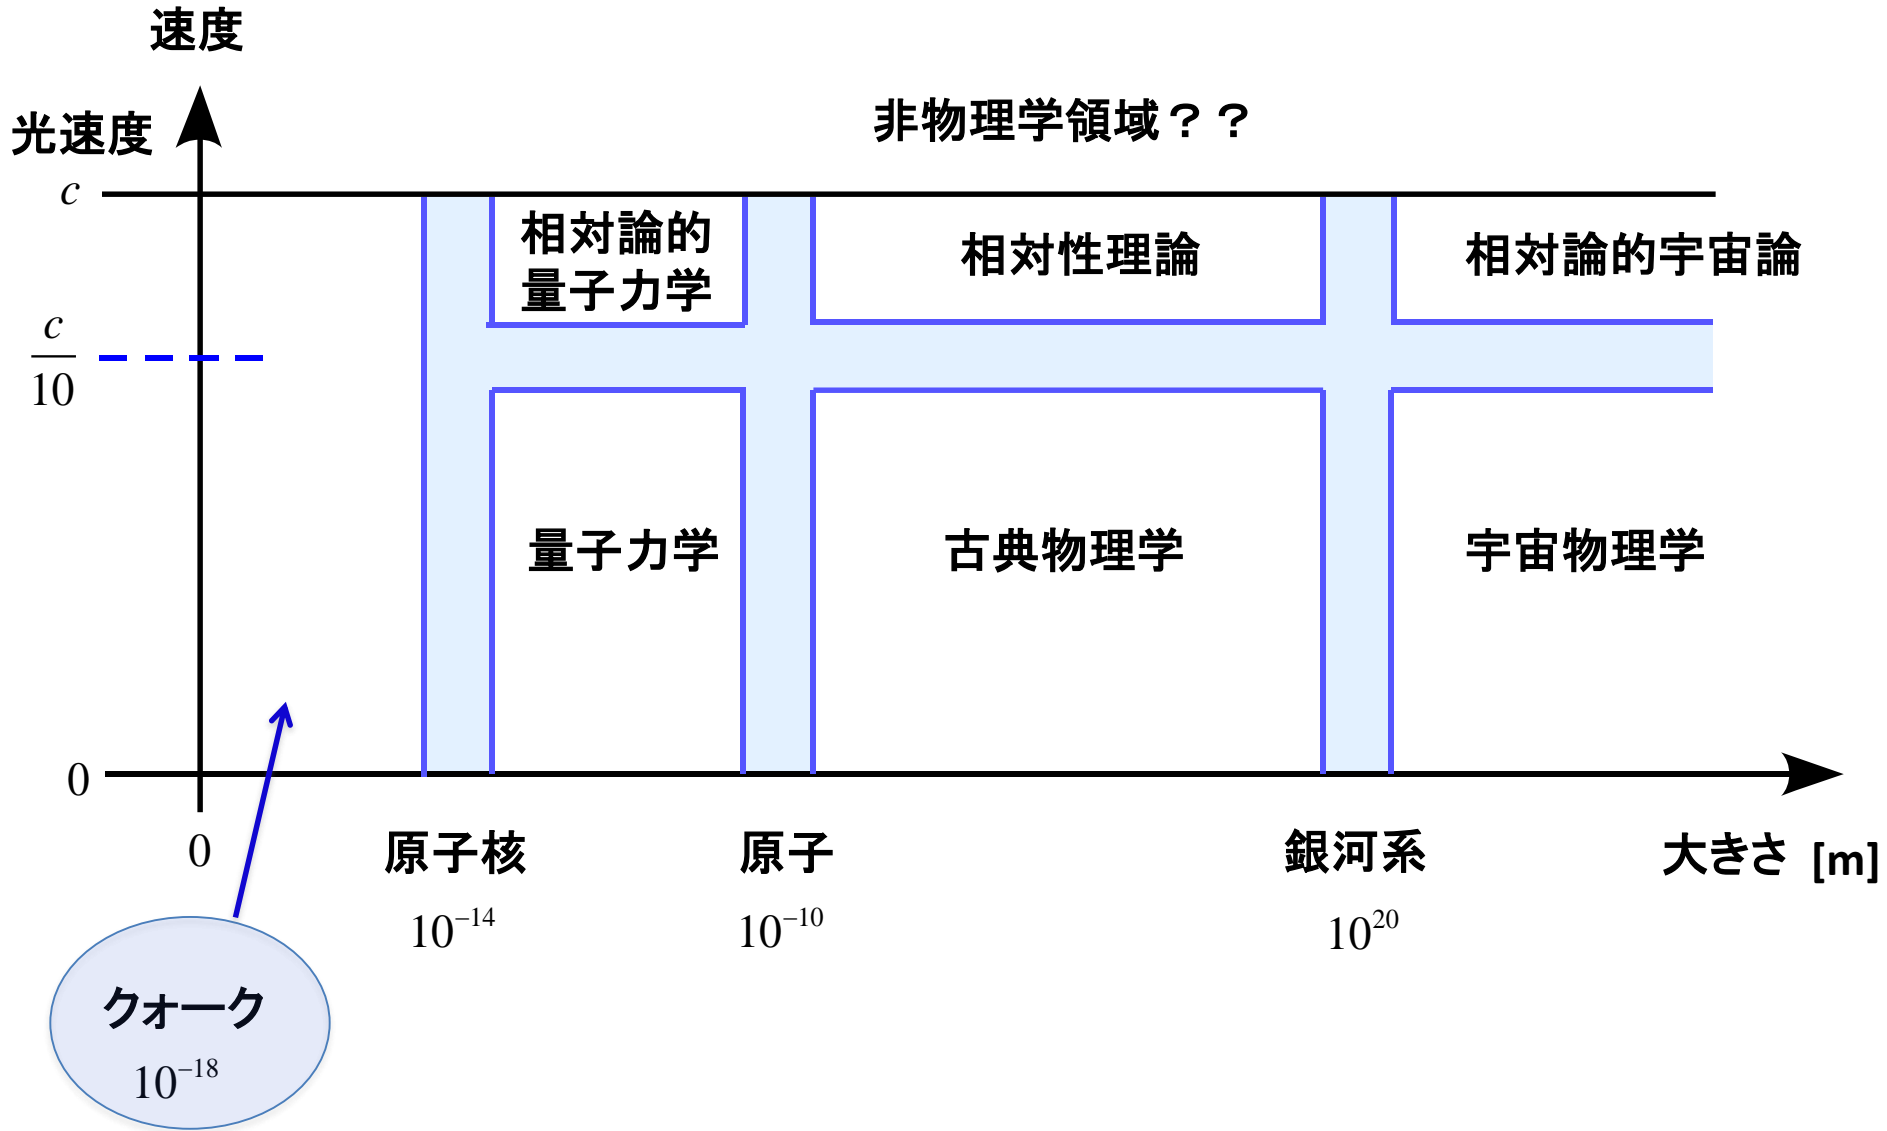 速度
光速度
非物理学領域？？
c
相対論的
量子力学
相対性理論
相対論的宇宙論
c
10
量子力学
古典物理学
宇宙物理学
0
0
原子核
原子
銀河系
大きさ [m]
10⁻¹⁴
10⁻¹⁰
10²⁰
クォーク
10⁻¹⁸